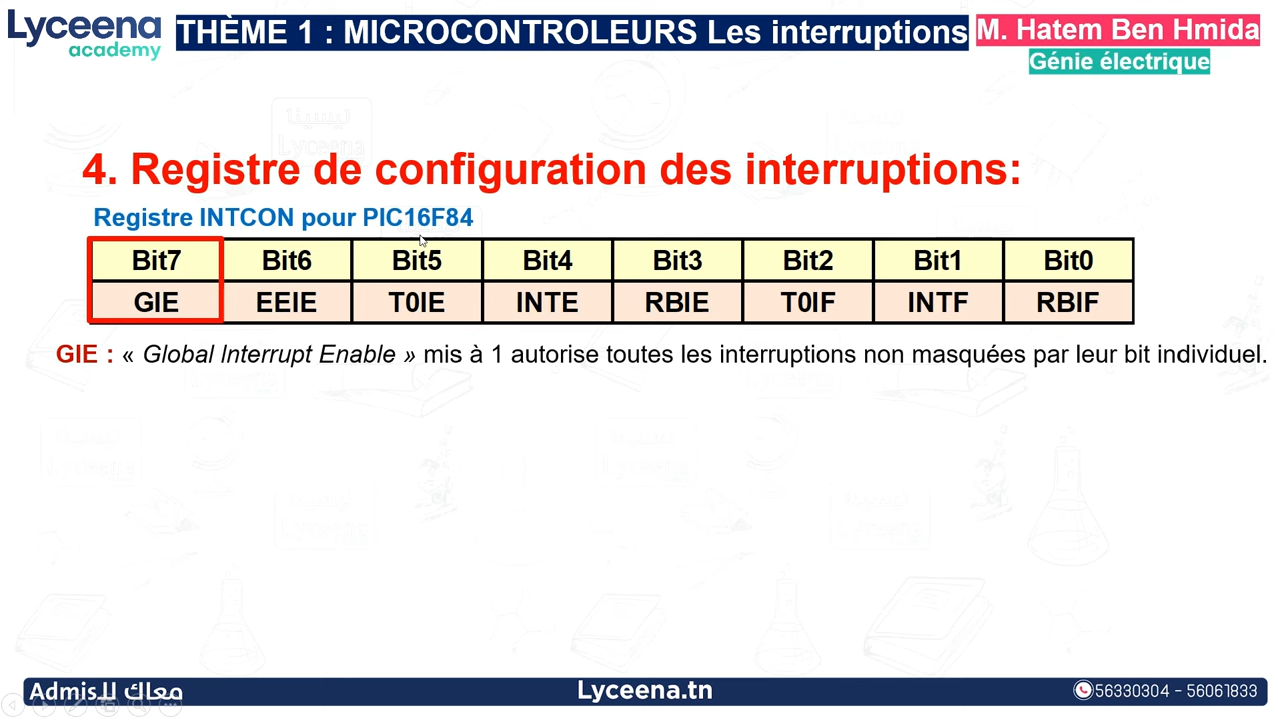 Lyceena
academy
THÈME 1 : MICROCONTROLEURS Les interruptions
M. Hatem Ben Hmida
Génie électrique
4. Registre de configuration des interruptions:
Registre INTCON pour PIC16F84
Bit7 Bit6 Bit5 Bit4 Bit3 Bit2 Bit1 Bit0
GIE EEIE T0IE INTE RBIE T0IF INTF RBIF
GIE : « Global Interrupt Enable » mis à 1 autorise toutes les interruptions non masquées par leur bit individuel.
معاك للـAdmis
Lyceena.tn
56330304 - 56061833